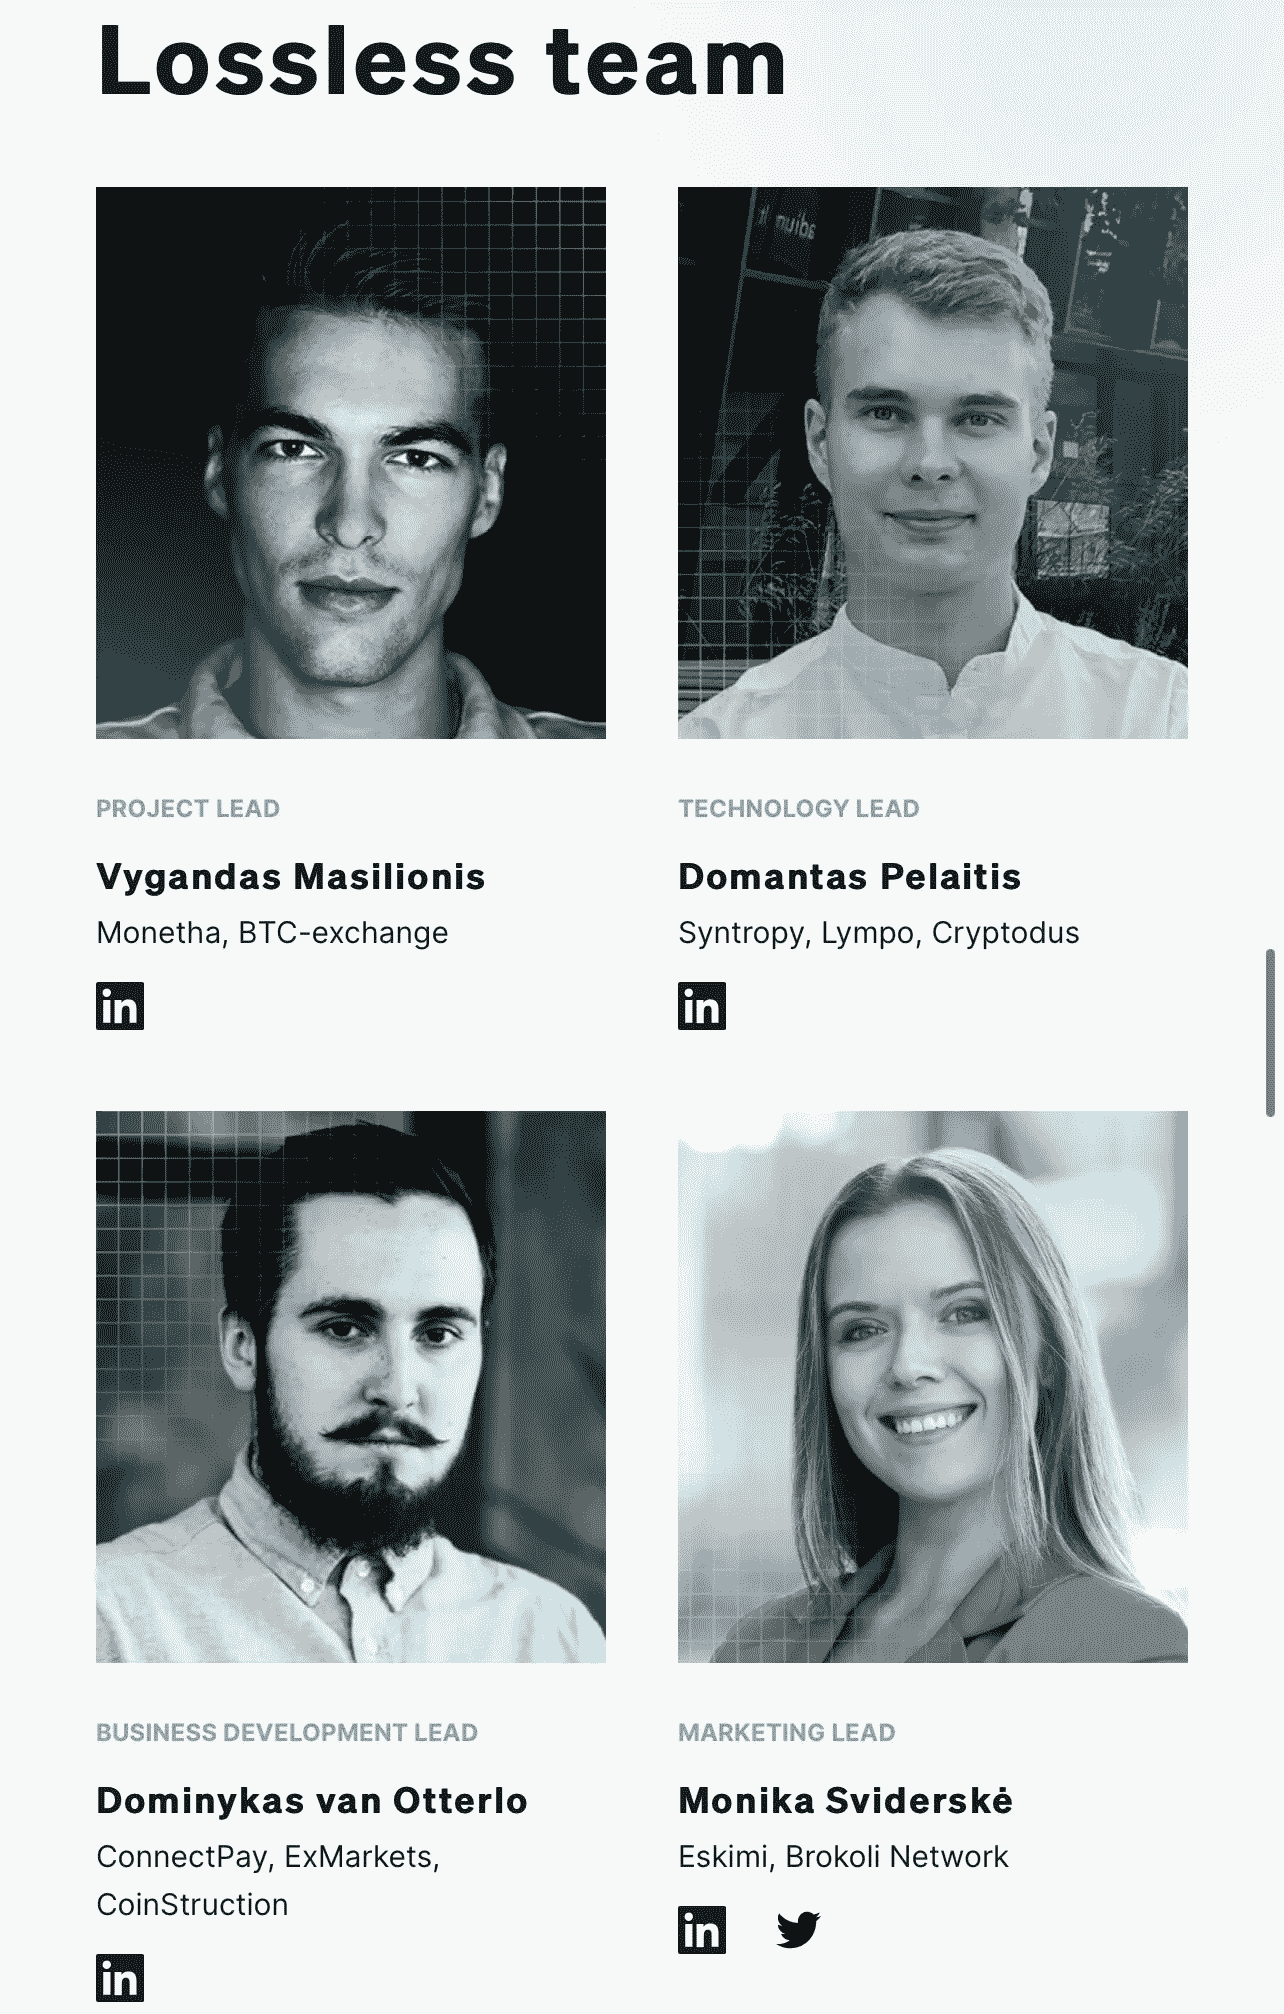 Lossless team
PROJECT LEAD
Vygandas Masilionis
Monetha, BTC-exchange
in
TECHNOLOGY LEAD
Domantas Pelaitis
Syntropy, Lympo, Cryptodus
in
BUSINESS DEVELOPMENT LEAD
Dominykas van Otterlo
ConnectPay, ExMarkets,
CoinStruction
in
MARKETING LEAD
Monika Sviderskė
Eskimi, Brokoli Network
in